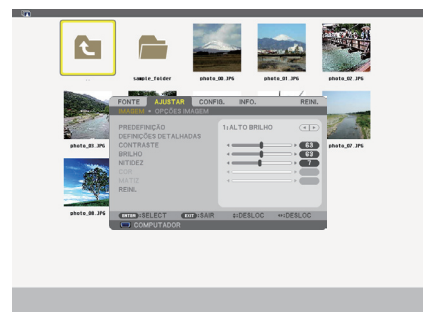 ...
sample_folder
photo_00.JPG
photo_01.JPG
photo_02.JPG
photo_03.JPG
photo_07.JPG
photo_08.JPG
FONTE AJUSTAR CONFIG. INFO. REINI.
IMAGEM • OPÇÕES IMAGEM
PREDEFINIÇÃO 1:ALTO BRILHO
DEFINIÇÕES DETALHADAS
CONTRASTE 63
BRILHO 63
NITIDEZ 7
COR
MATIZ
REINI.
ENTER :SELECT EXIT :SAIR ↕:DESLOC ↔:DESLOC
COMPUTADOR